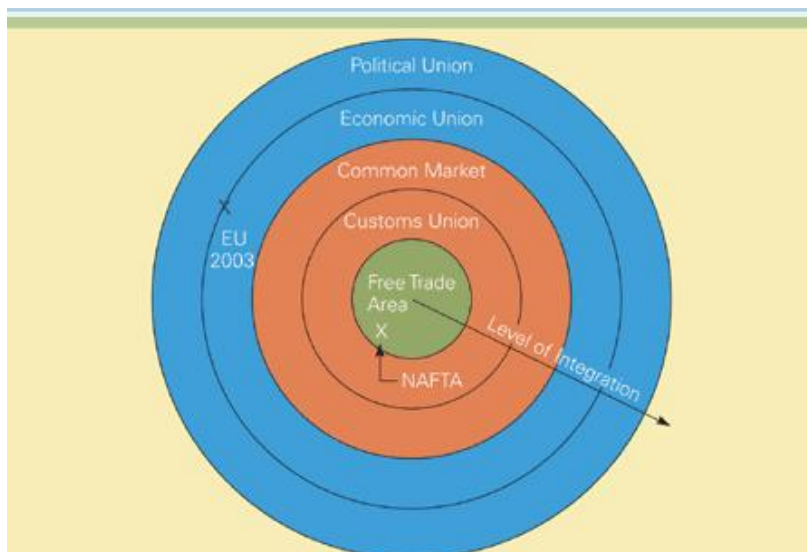 Political Union
Economic Union
Common Market
Customs Union
X
EU
2003
Free Trade
Area
X
NAFTA
Level of Integration